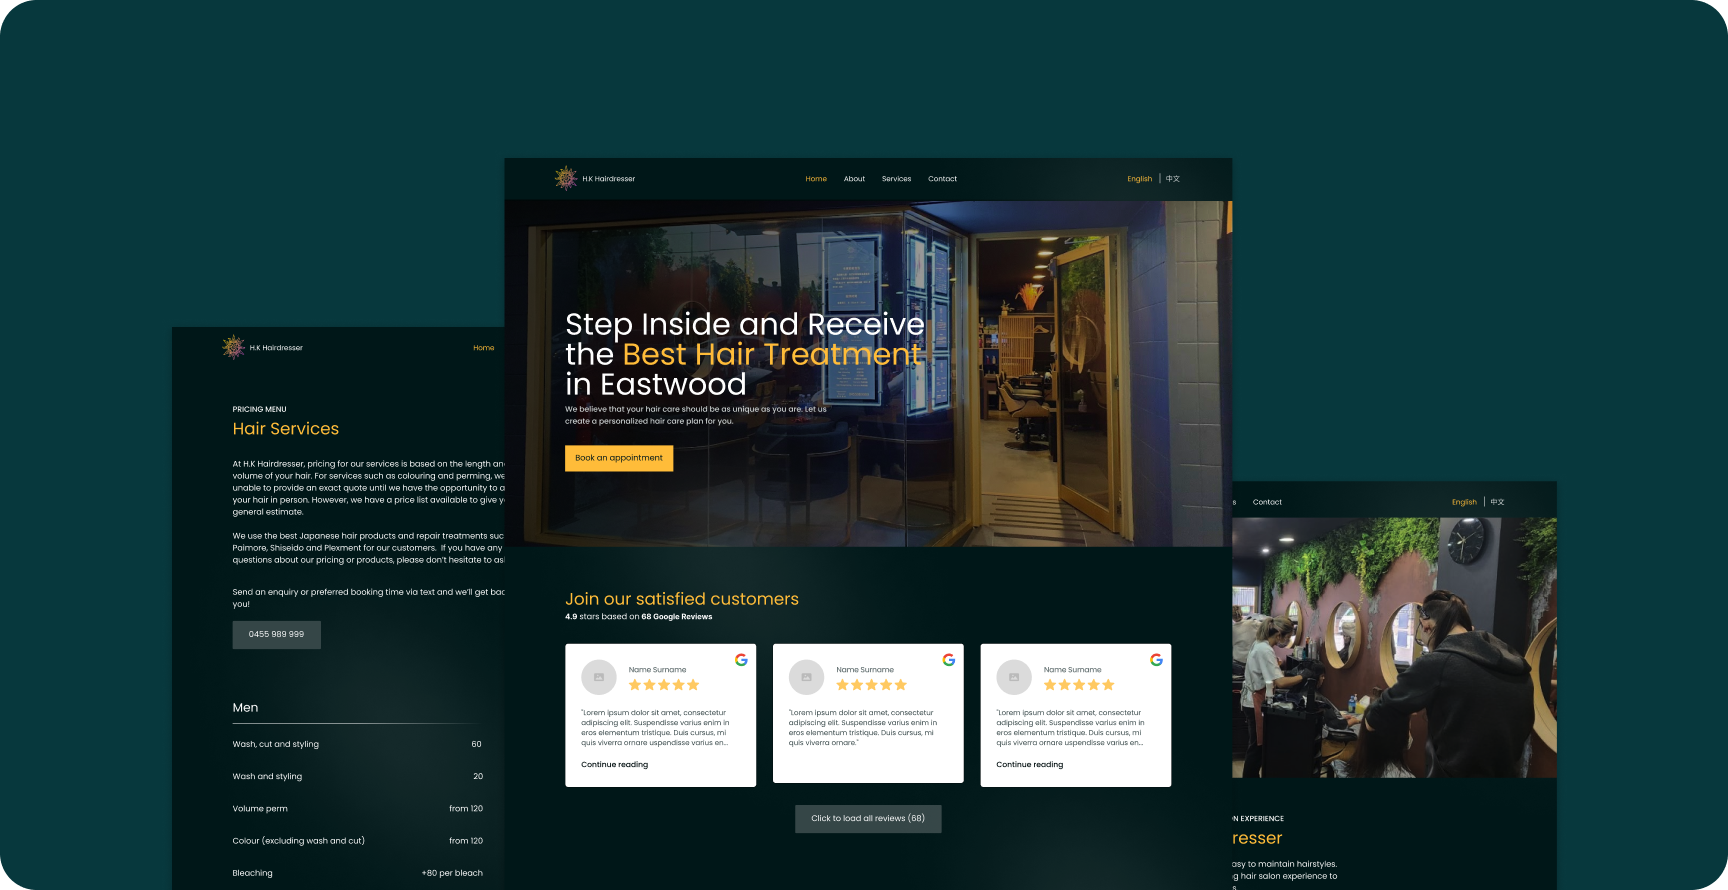 H.K Hairdresser
Home
About
Services
Contact
English
中文
Step Inside and Receive
the Best Hair Treatment
in Eastwood
We believe that your hair care should be as unique as you are. Let us
create a personalized hair care plan for you.
Book an appointment
Join our satisfied customers
4.9 stars based on 68 Google Reviews
Name Surname
"Lorem ipsum dolor sit amet, consectetur
adipiscing elit. Suspendisse varius enim in
eros elementum tristique. Duis cursus, mi
quis viverra ornare uspendisse varius en...
Continue reading
Name Surname
"Lorem ipsum dolor sit amet, consectetur
adipiscing elit. Suspendisse varius enim in
eros elementum tristique. Duis cursus, mi
quis viverra ornare."
Name Surname
"Lorem ipsum dolor sit amet, consectetur
adipiscing elit. Suspendisse varius enim in
eros elementum tristique. Duis cursus, mi
quis viverra ornare uspendisse varius en...
Continue reading
Click to load all reviews (68)
H.K Hairdresser
Home
PRICING MENU
Hair Services
At H.K Hairdresser, pricing for our services is based on the length an
volume of your hair. For services such as colouring and perming, we
unable to provide an exact quote until we have the opportunity to a
your hair in person. However, we have a price list available to give y
general estimate.
We use the best Japanese hair products and repair treatments suc
Paimore, Shiseido and Plexment for our customers. If you have any
questions about our pricing or products, please don't hesitate to as
Send an enquiry or preferred booking time via text and we'll get bac
you!
0455 989 999
Men
Wash, cut and styling 60
Wash and styling 20
Volume perm from 120
Colour (excluding wash and cut) from 120
Bleaching +80 per bleach
s
Contact
English
中文
N EXPERIENCE
resser
asy to maintain hairstyles.
g hair salon experience to
s.